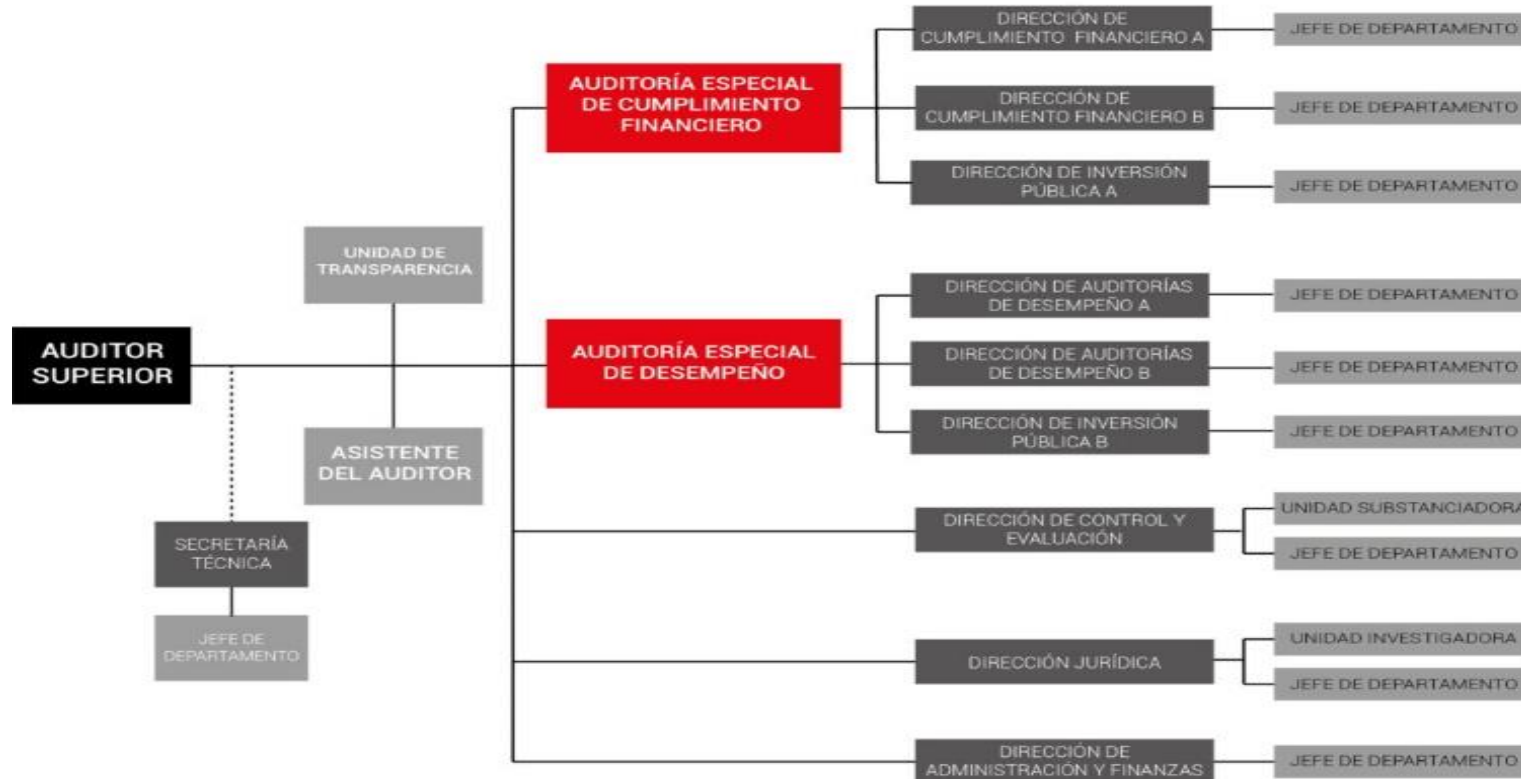 DIRECCIÓN DE
CUMPLIMIENTO FINANCIERO A
JEFE DE DEPARTAMENTO
AUDITORÍA ESPECIAL
DE CUMPLIMIENTO
FINANCIERO
DIRECCIÓN DE
CUMPLIMIENTO FINANCIERO B
JEFE DE DEPARTAMENTO
DIRECCIÓN DE INVERSIÓN
PÚBLICA A
JEFE DE DEPARTAMENTO
UNIDAD DE
TRANSPARENCIA
DIRECCIÓN DE AUDITORÍAS
DE DESEMPEÑO A
JEFE DE DEPARTAMENTO
AUDITOR
SUPERIOR
AUDITORÍA ESPECIAL
DE DESEMPEÑO
DIRECCIÓN DE AUDITORÍAS
DE DESEMPEÑO B
JEFE DE DEPARTAMENTO
DIRECCIÓN DE INVERSIÓN
PÚBLICA B
JEFE DE DEPARTAMENTO
ASISTENTE
DEL AUDITOR
SECRETARÍA
TÉCNICA
JEFE DE
DEPARTAMENTO
DIRECCIÓN DE CONTROL Y
EVALUACIÓN
UNIDAD SUBSTANCIADORA
JEFE DE DEPARTAMENTO
DIRECCIÓN JURÍDICA
UNIDAD INVESTIGADORA
JEFE DE DEPARTAMENTO
DIRECCIÓN DE
ADMINISTRACIÓN Y FINANZAS
JEFE DE DEPARTAMENTO